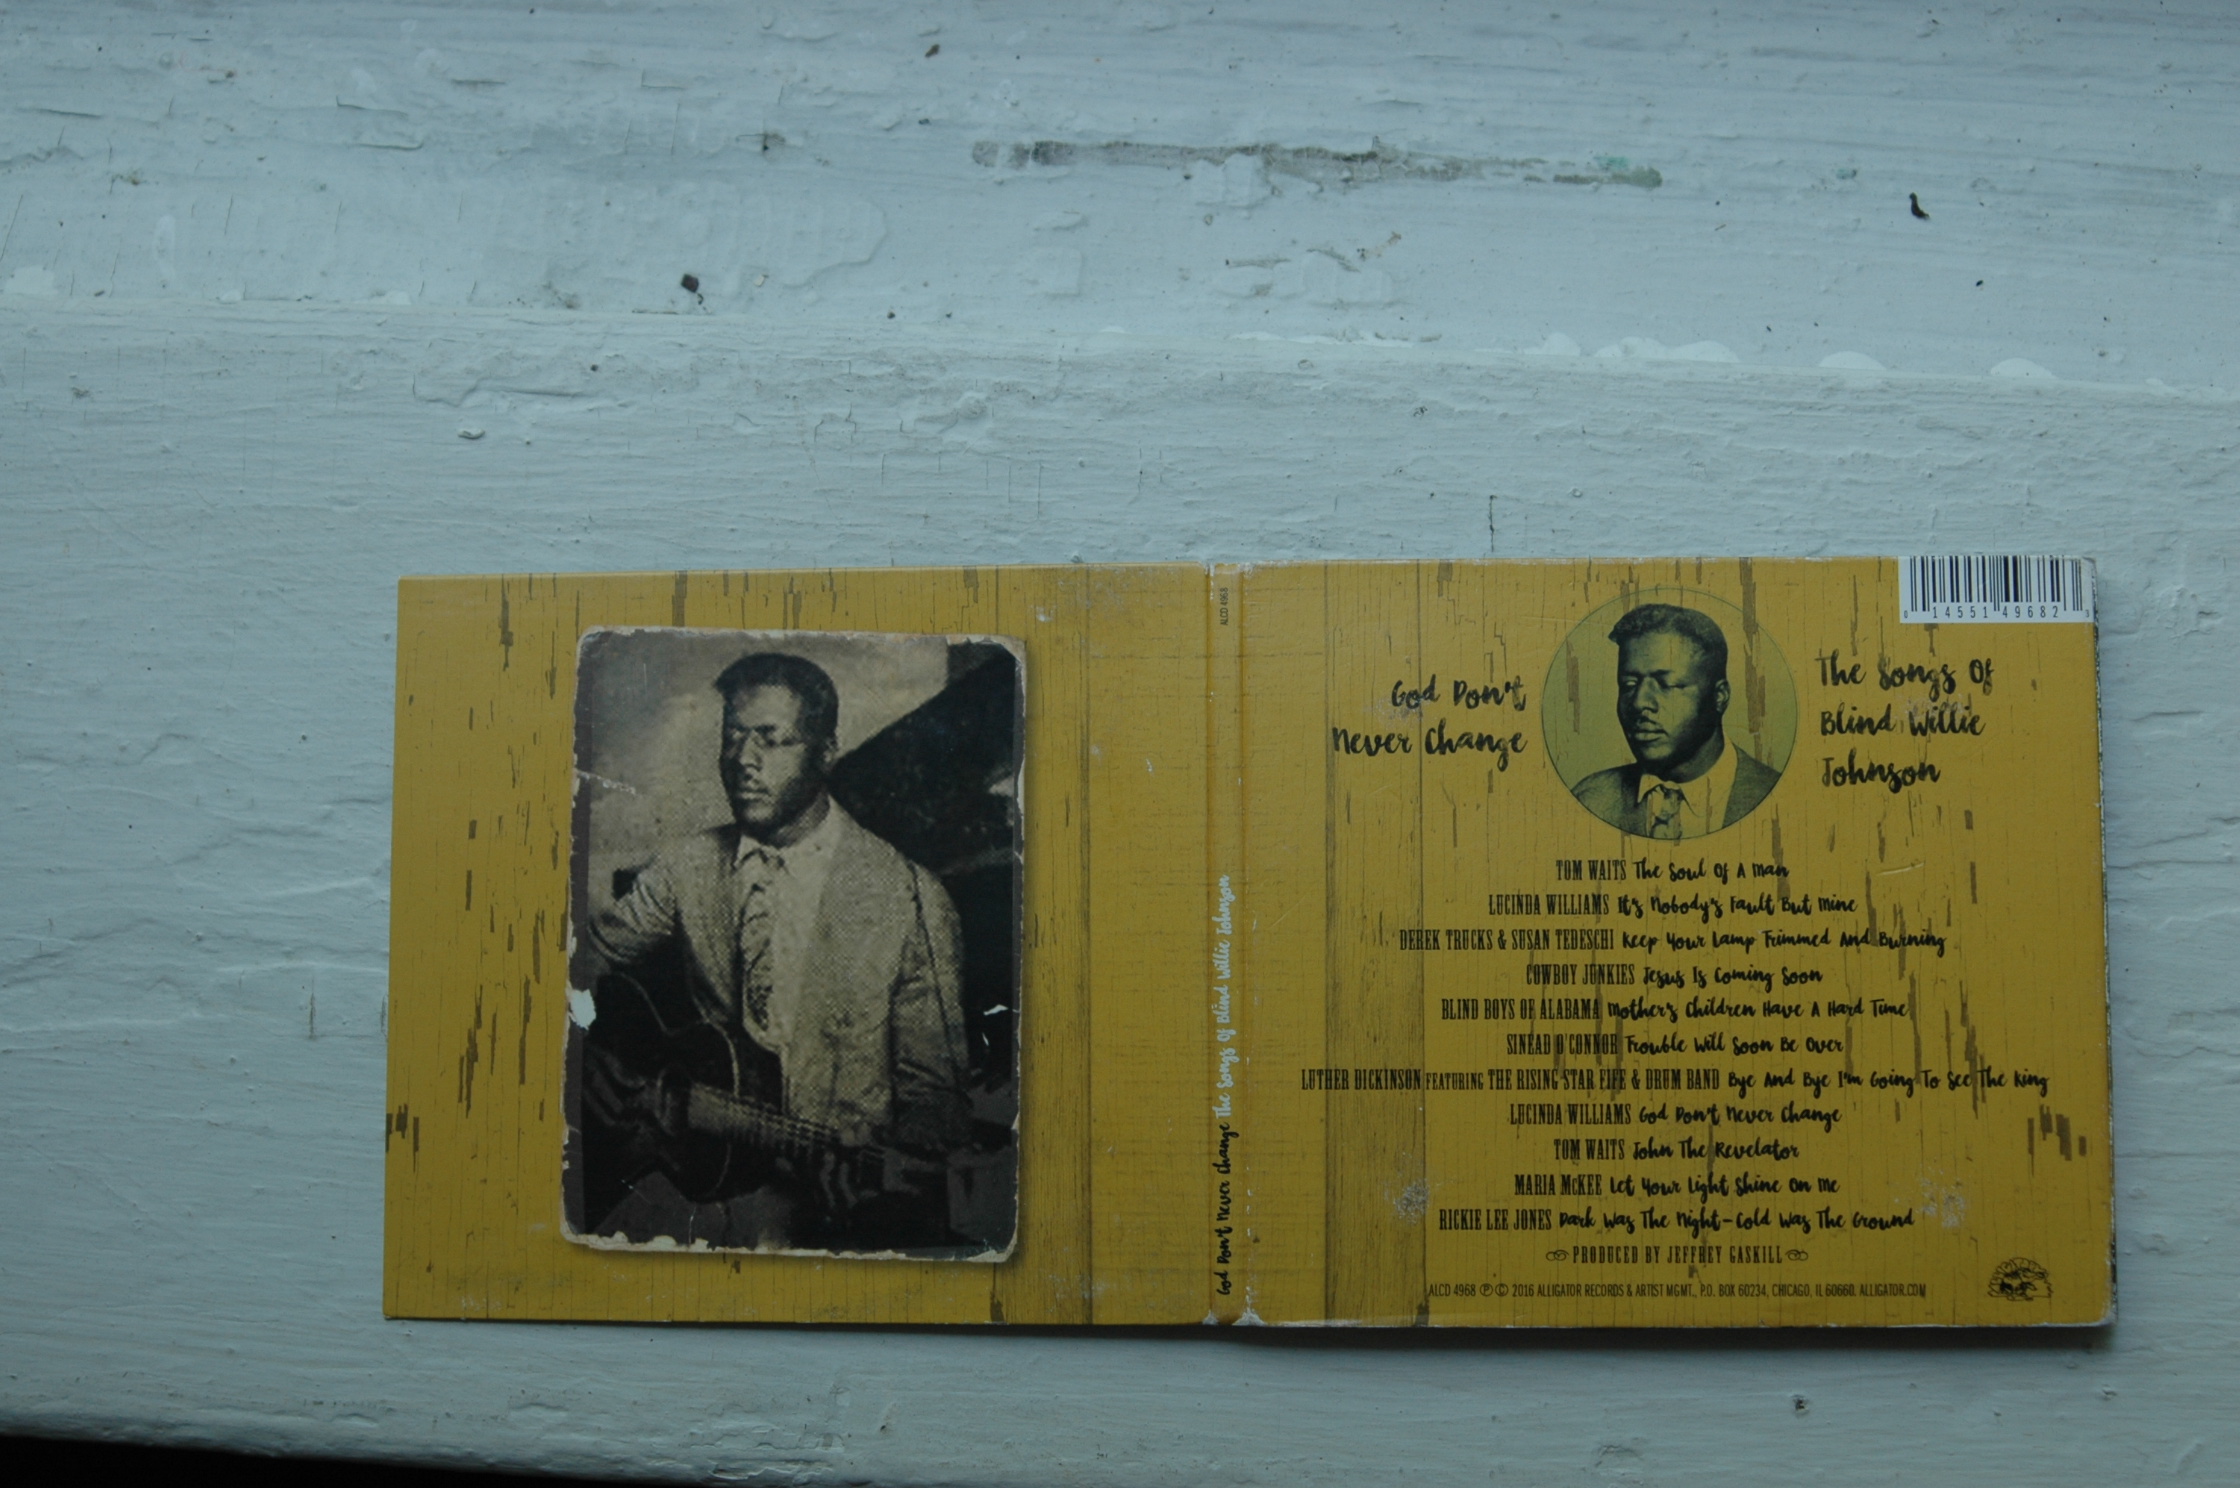 ALCD 4968
God Don't Never Change The Songs Of Blind Willie Johnson
0 14551 49682 3
God Don't
Never Change
The Songs Of
Blind Willie
Johnson
TOM WAITS The Soul Of A Man
LUCINDA WILLIAMS It's Nobody's Fault But Mine
DEREK TRUCKS & SUSAN TEDESCHI Keep Your Lamp Trimmed And Burning
COWBOY JUNKIES Jesus Is Coming Soon
BLIND BOYS OF ALABAMA Mother's Children Have A Hard Time
SINEAD O'CONNOR Trouble Will Soon Be Over
LUTHER DICKINSON FEATURING THE RISING STAR FIFE & DRUM BAND Bye And Bye I'm Going To See The King
LUCINDA WILLIAMS God Don't Never Change
TOM WAITS John The Revelator
MARIA McKEE Let Your Light Shine On Me
RICKIE LEE JONES Dark Was The Night-Cold Was The Ground
PRODUCED BY JEFFREY GASKILL
ALCD 4968 ℗ © 2016 ALLIGATOR RECORDS & ARTIST MGMT., P.O. BOX 60234, CHICAGO, IL 60660. ALLIGATOR.COM